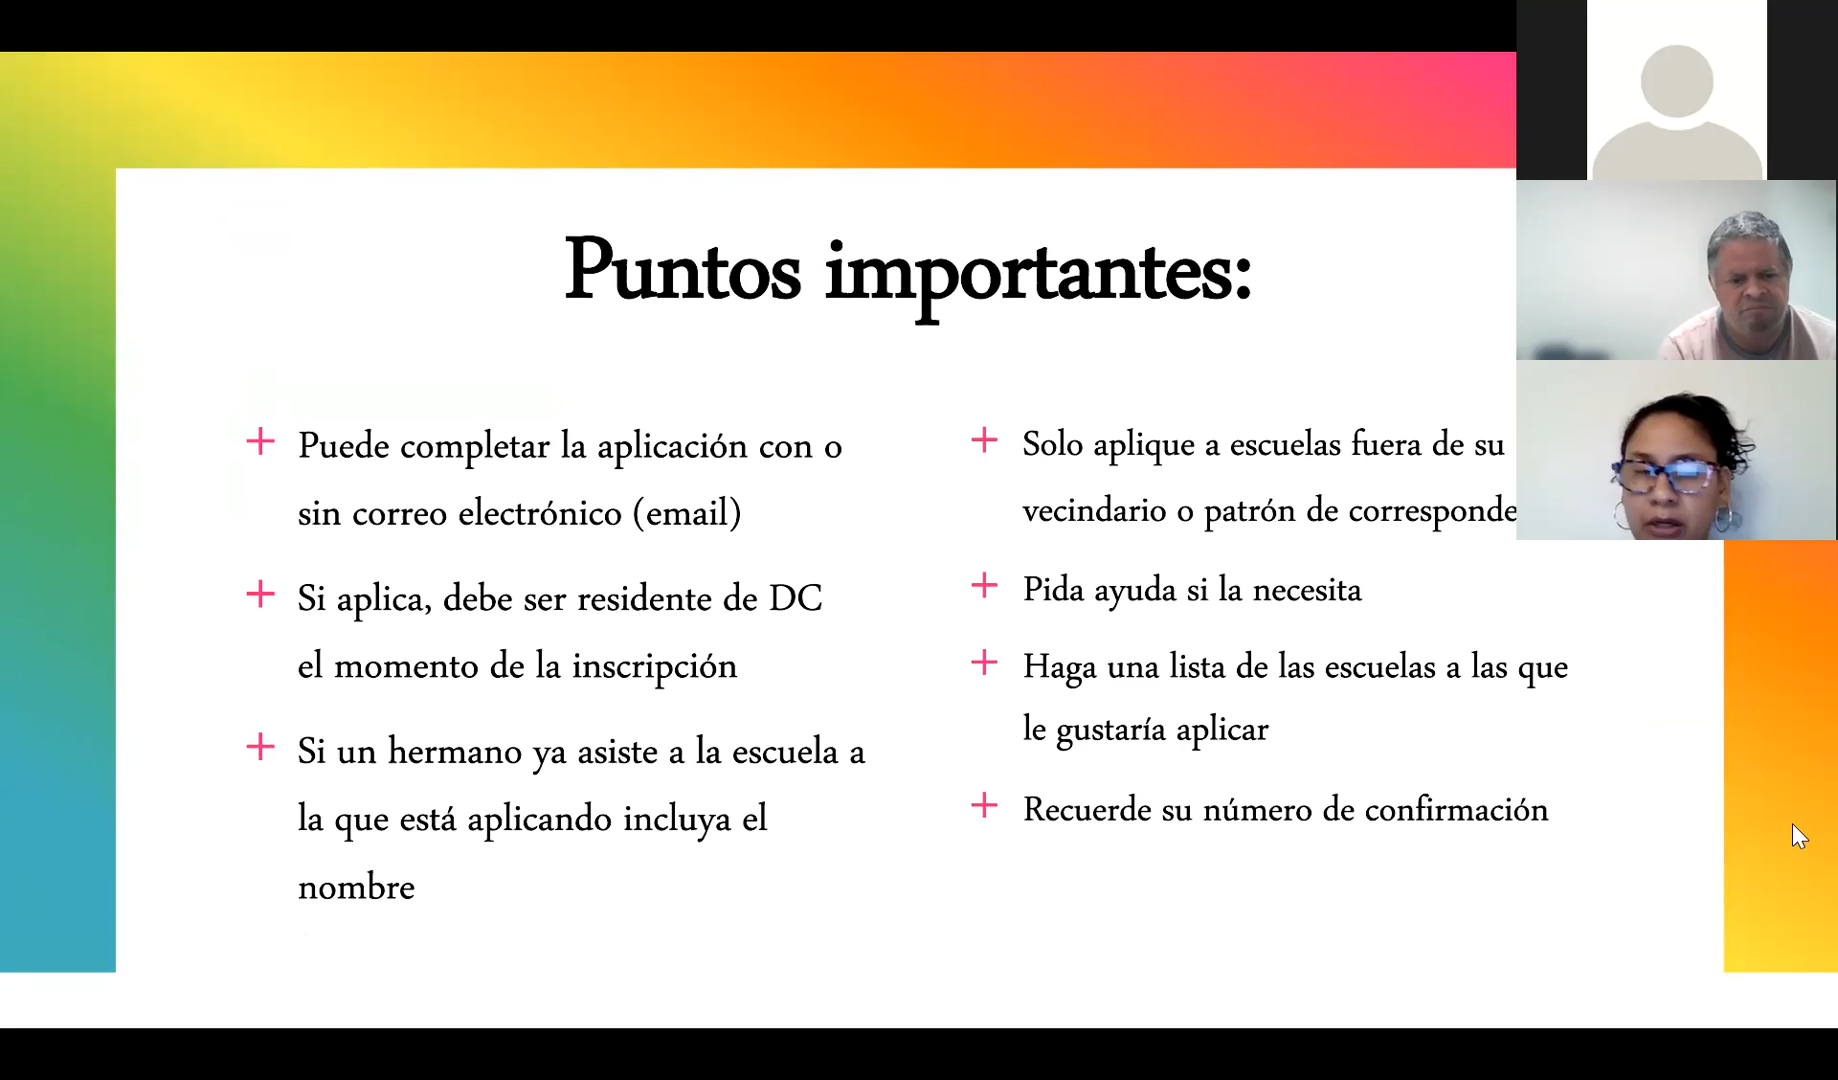 Puntos importantes:
Puede completar la aplicación con o
sin correo electrónico (email)
Si aplica, debe ser residente de DC
el momento de la inscripción
Si un hermano ya asiste a la escuela a
la que está aplicando incluya el
nombre
Solo aplique a escuelas fuera de su
vecindario o patrón de corresponde
Pida ayuda si la necesita
Haga una lista de las escuelas a las que
le gustaría aplicar
Recuerde su número de confirmación